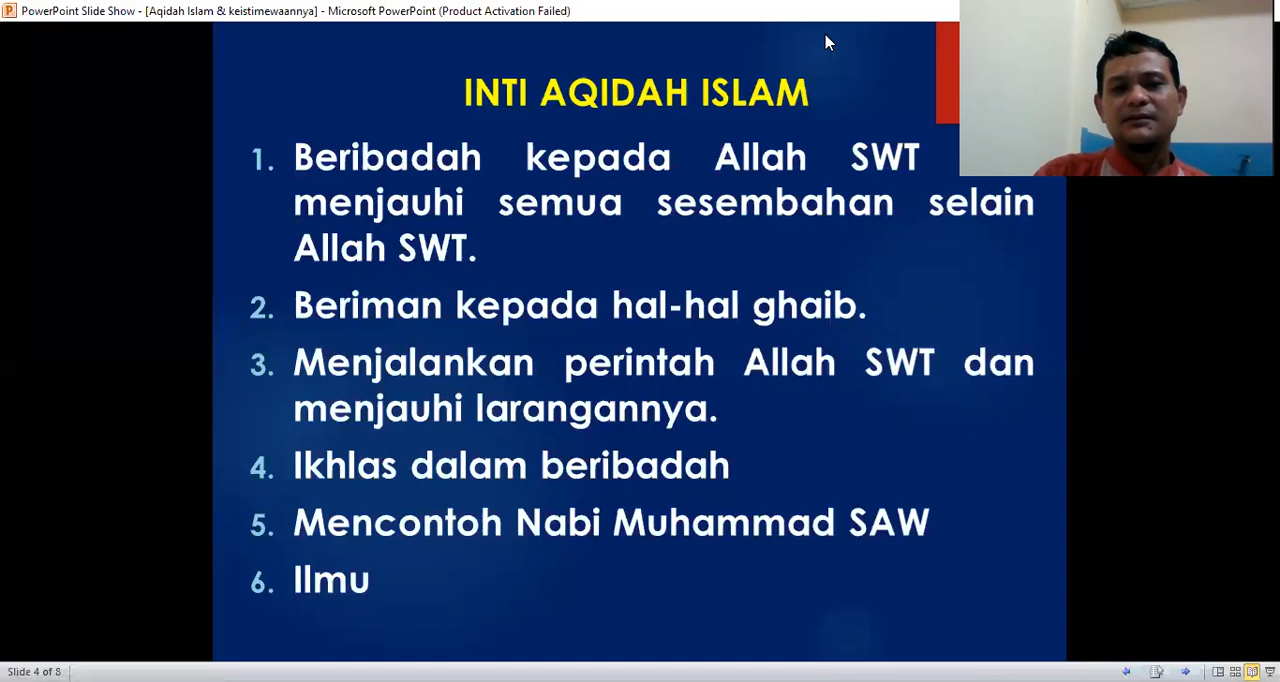 PowerPoint Slide Show - [Aqidah Islam & keistimewaannya] - Microsoft PowerPoint (Product Activation Failed)
INTI AQIDAH ISLAM
1. Beribadah kepada Allah SWT
menjauhi semua sesembahan selain
Allah SWT.
2. Beriman kepada hal-hal ghaib.
3. Menjalankan perintah Allah SWT dan
menjauhi larangannya.
4. Ikhlas dalam beribadah
5. Mencontoh Nabi Muhammad SAW
6. Ilmu
Slide 4 of 8